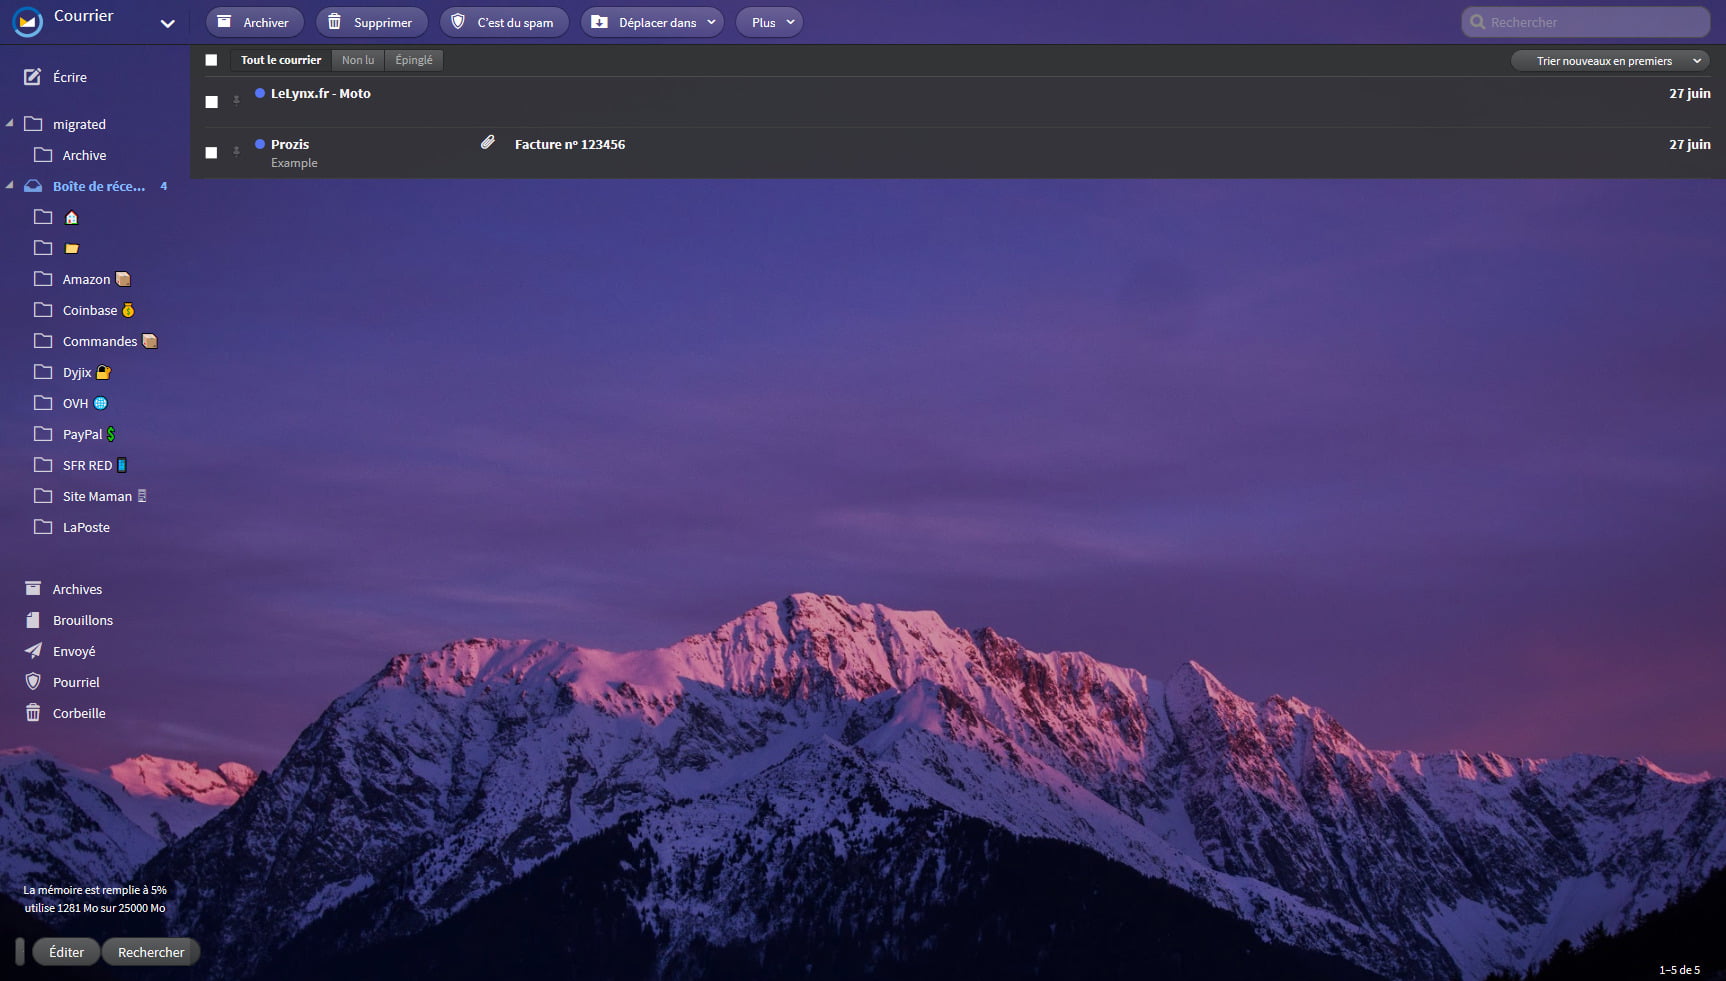 Courrier
Archiver
Supprimer
C'est du spam
Déplacer dans
Plus
Rechercher
Écrire
Tout le courrier
Non lu
Épinglé
Trier nouveaux en premiers
LeLynx.fr - Moto
27 juin
Prozis
Facture nº 123456
27 juin
Example
migrated
Archive
Boîte de réce... 4
Amazon
Coinbase
Commandes
Dyjix
OVH
PayPal
SFR RED
Site Maman
LaPoste
Archives
Brouillons
Envoyé
Pourriel
Corbeille
La mémoire est remplie à 5%
utilise 1281 Mo sur 25000 Mo
Éditer
Rechercher
1–5 de 5